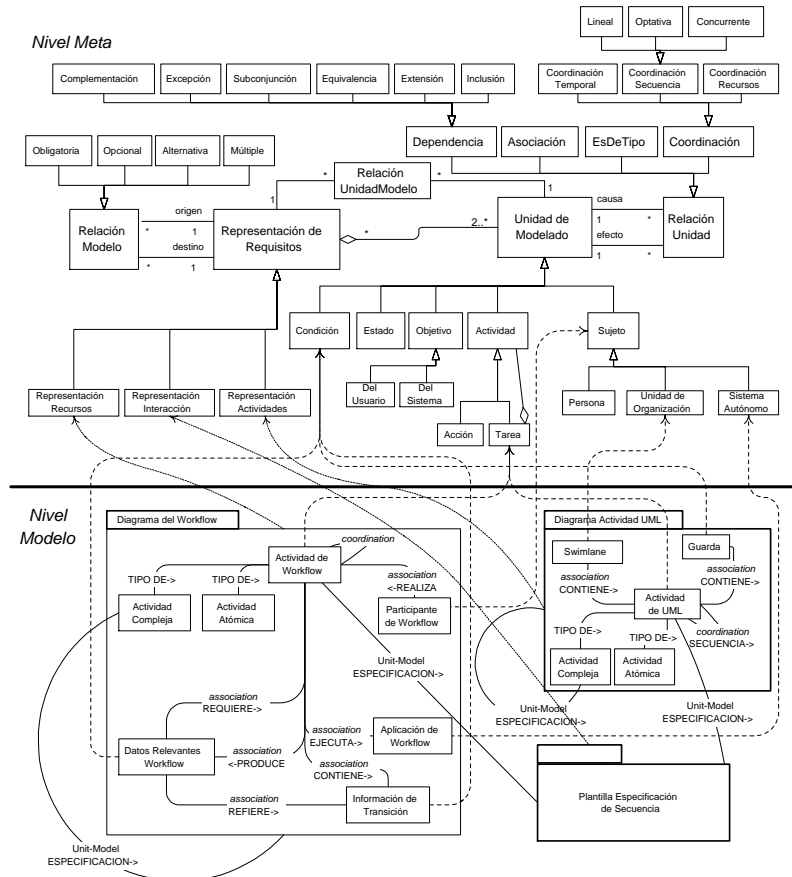 Nivel Meta
Lineal
Optativa
Concurrente
Complementación
Excepción
Subconjunción
Equivalencia
Extensión
Inclusión
Coordinación
Temporal
Coordinación
Secuencia
Coordinación
Recursos
Obligatoria
Opcional
Alternativa
Múltiple
Dependencia
Asociación
EsDeTipo
Coordinación
Relación
UnidadModelo
*
*
1
1
Relación
Modelo
origen
*
1
destino
*
1
Representación de
Requisitos
*
2..*
Unidad de
Modelado
causa
1
*
efecto
1
*
Relación
Unidad
Condición
Estado
Objetivo
Actividad
Sujeto
Del
Usuario
Del
Sistema
Representación
Recursos
Representación
Interacción
Representación
Actividades
Persona
Unidad de
Organización
Sistema
Autónomo
Acción
Tarea
Nivel
Modelo
Diagrama del Workflow
Actividad de
Workflow
coordination
TIPO DE->
TIPO DE->
association
<-REALIZA
Actividad
Compleja
Actividad
Atómica
Participante
de Workflow
Unit-Model
ESPECIFICACION->
association
REQUIERE->
association
EJECUTA->
Aplicación de
Workflow
Datos Relevantes
Workflow
association
<-PRODUCE
association
CONTIENE->
association
REFIERE->
Información de
Transición
Unit-Model
ESPECIFICACION->
Diagrama Actividad UML
Swimlane
Guarda
association
CONTIENE->
association
CONTIENE->
Actividad
de UML
TIPO DE->
TIPO DE->
coordination
SECUENCIA->
Actividad
Compleja
Actividad
Atómica
Unit-Model
ESPECIFICACION->
Unit-Model
ESPECIFICACION->
Plantilla Especificación
de Secuencia